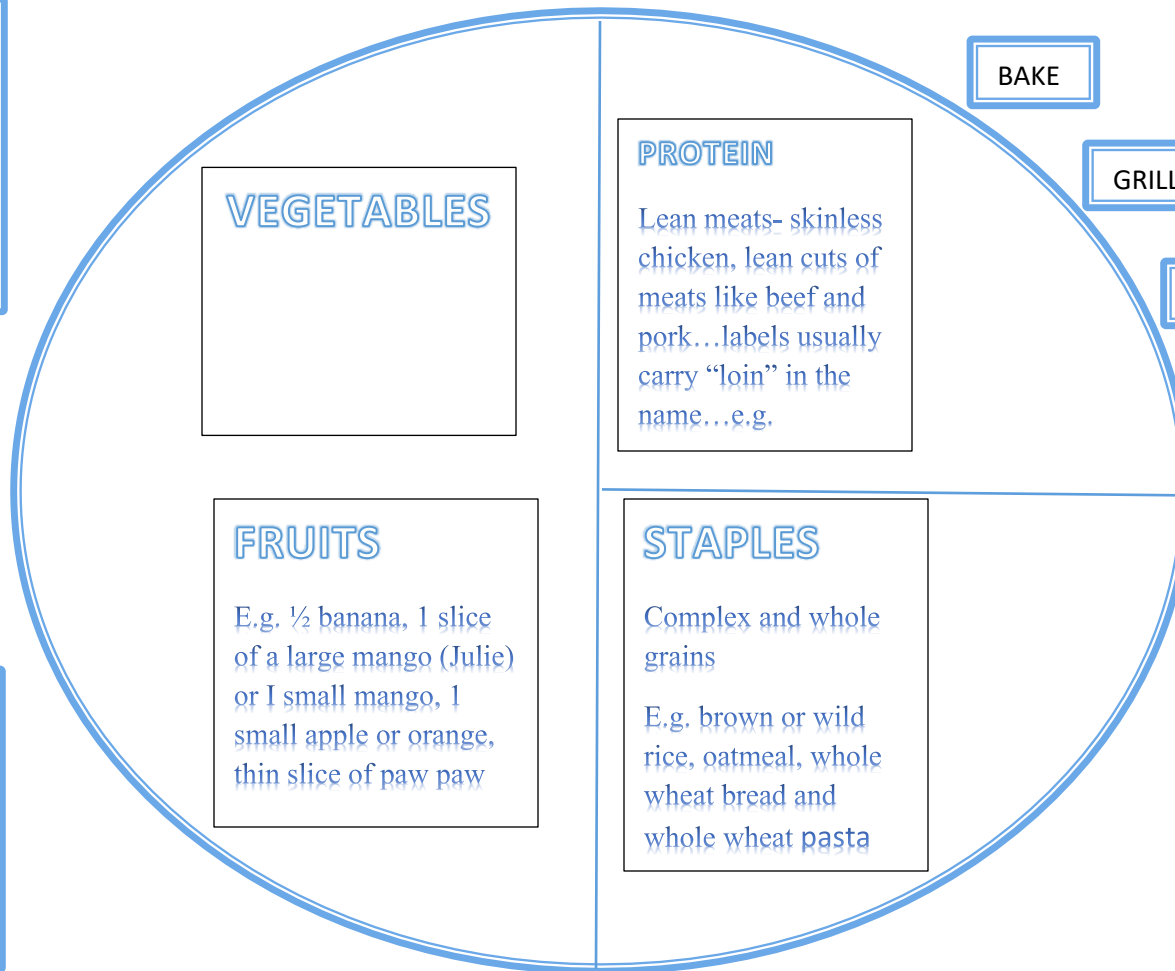 BAKE
GRILL
VEGETABLES
PROTEIN
Lean meats- skinless
chicken, lean cuts of
meats like beef and
pork…labels usually
carry “loin” in the
name…e.g.
FRUITS
E.g. ½ banana, 1 slice
of a large mango (Julie)
or I small mango, 1
small apple or orange,
thin slice of paw paw
STAPLES
Complex and whole
grains
E.g. brown or wild
rice, oatmeal, whole
wheat bread and
whole wheat pasta